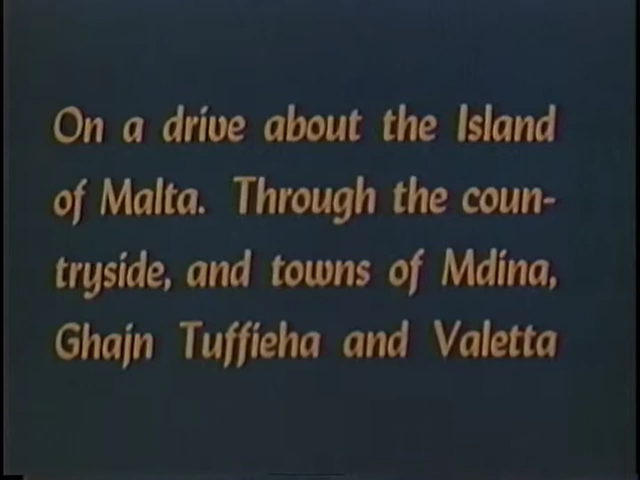 On a drive about the Island
of Malta. Through the coun-
tryside, and towns of Mdina,
Ghajn Tuffieha and Valetta